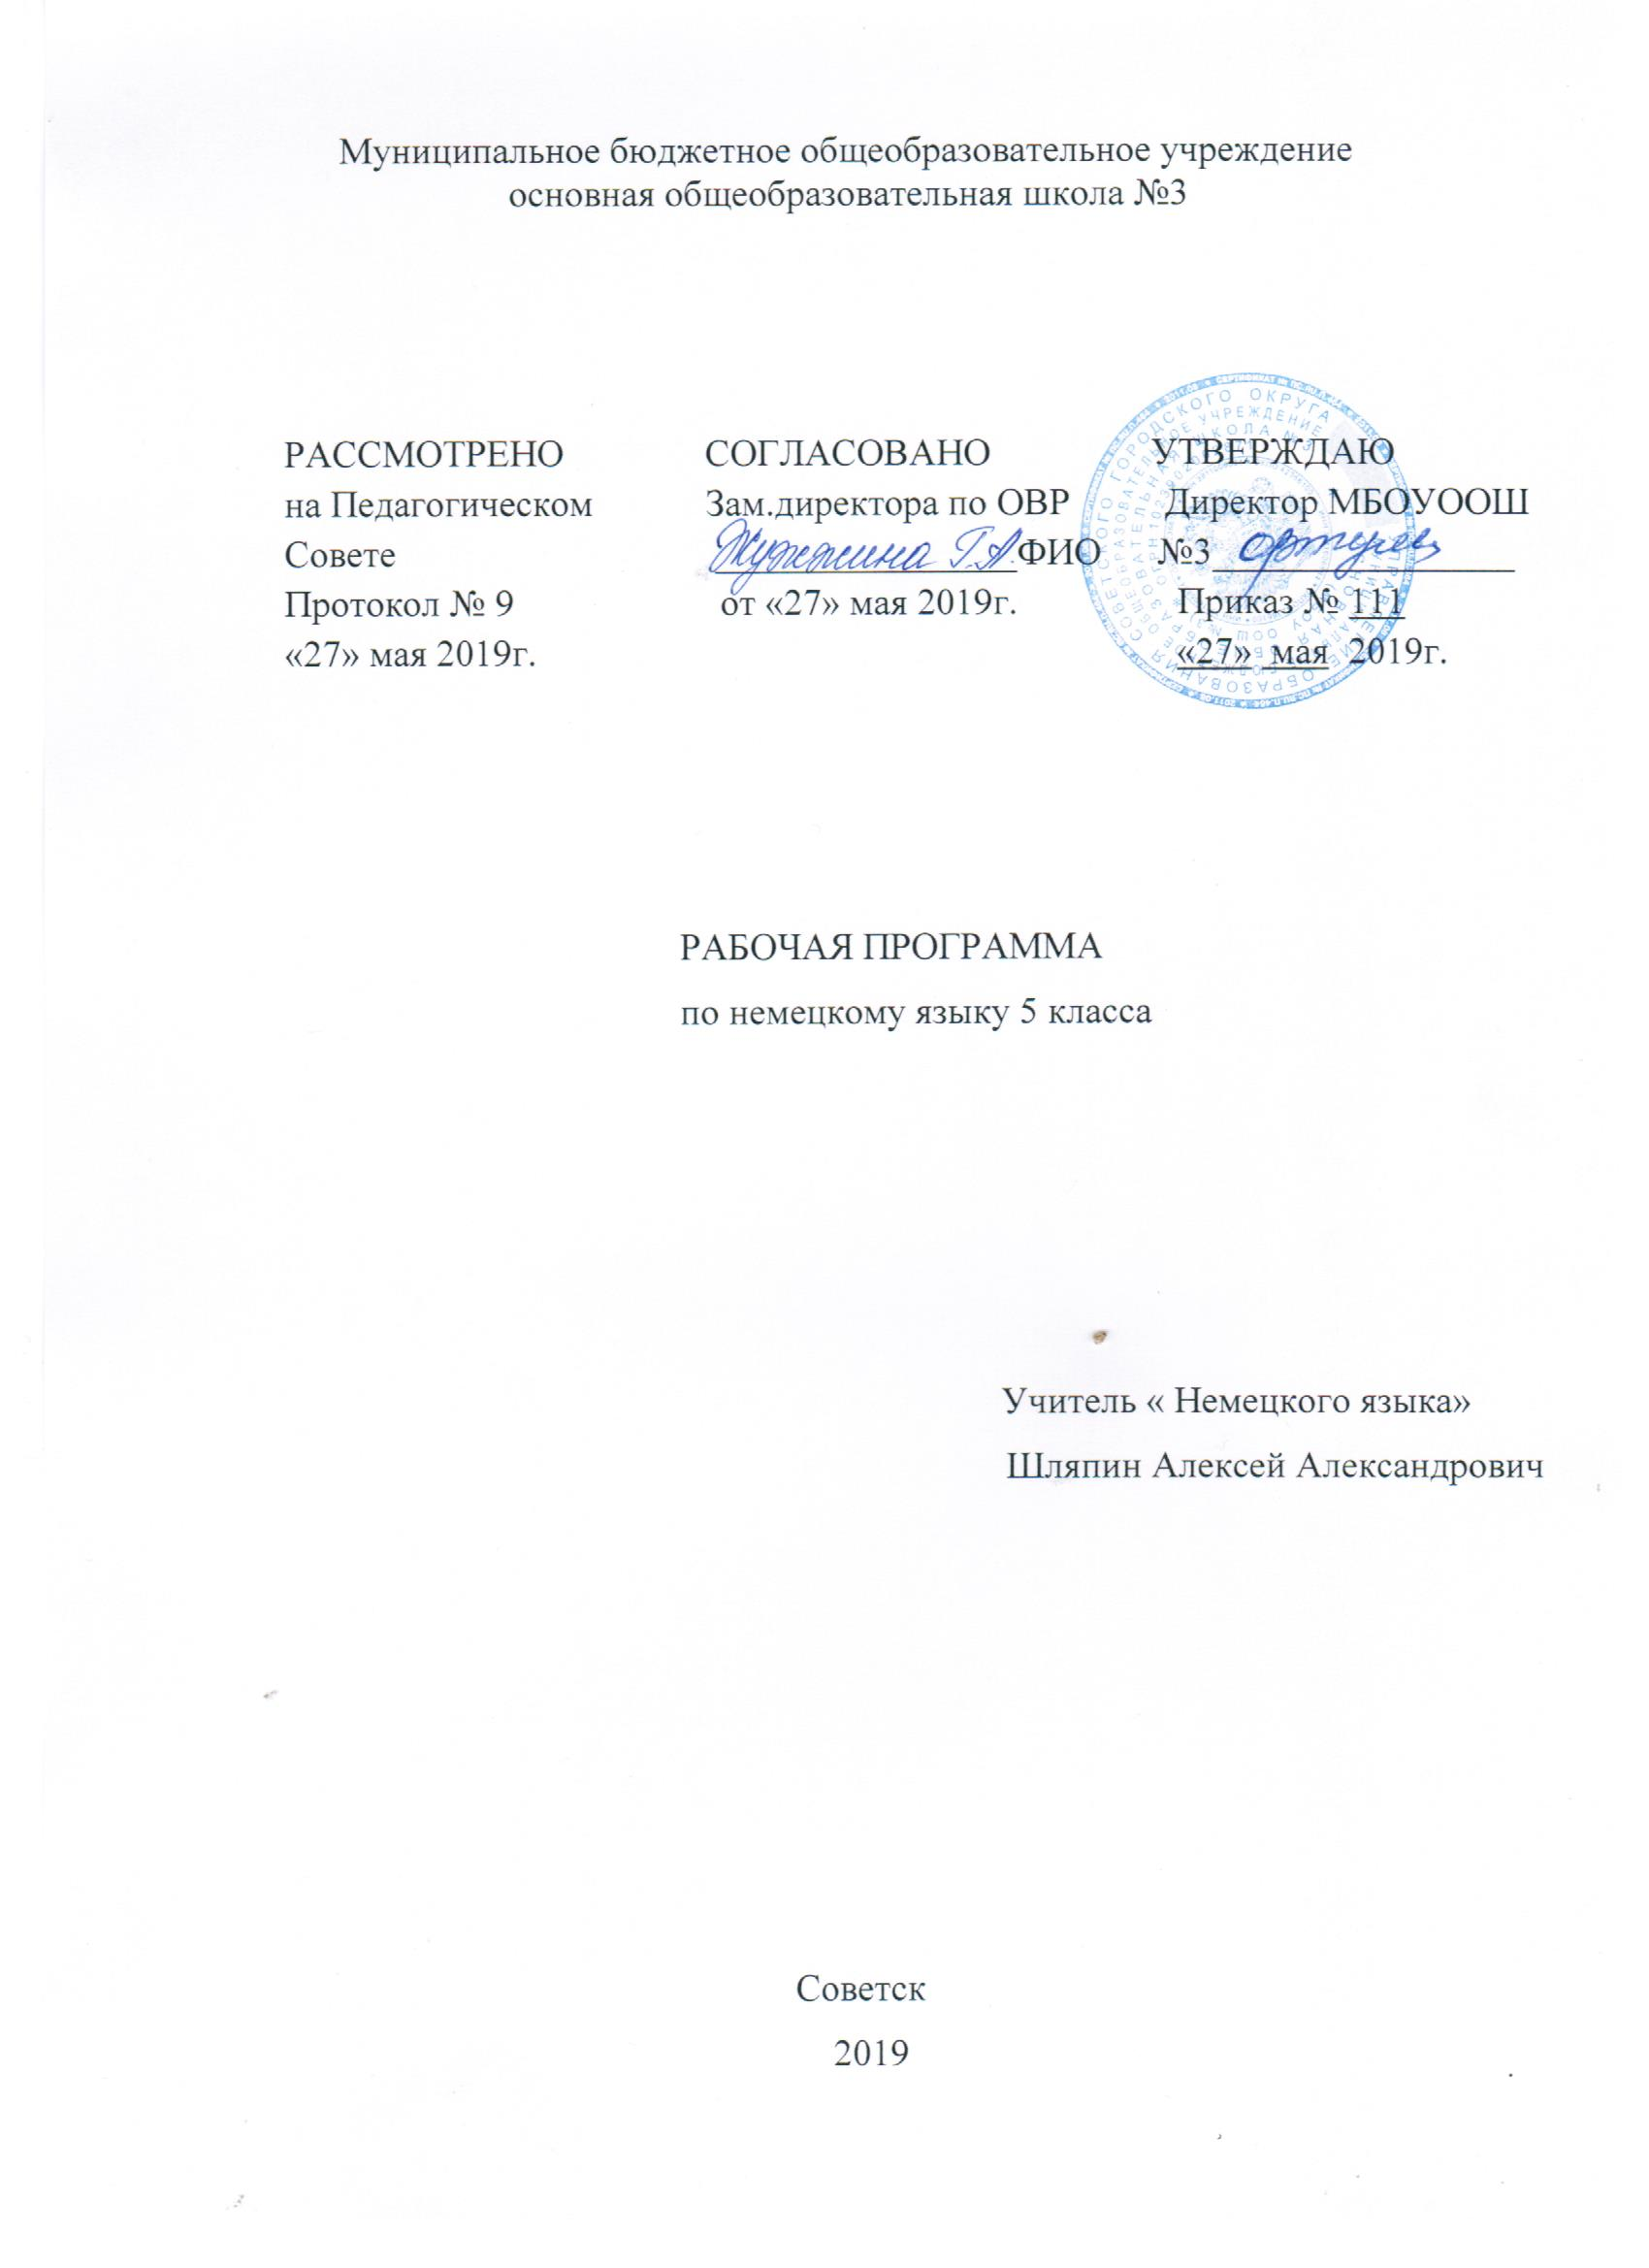 Муниципальное бюджетное общеобразовательное учреждение
основная общеобразовательная школа №3
РАССМОТРЕНО
на Педагогическом
Совете
Протокол № 9
«27» мая 2019г.
СОГЛАСОВАНО
Зам.директора по ОВР
Г.А. ФИО
от «27» мая 2019г.
УТВЕРЖДАЮ
Директор МБОУООШ
№3
Приказ № 111
«27» мая 2019г.
ГОРОДСКОГО ОКРУГА
РАБОЧАЯ ПРОГРАММА
по немецкому языку 5 класса
Учитель « Немецкого языка»
Шляпин Алексей Александрович
Советск
2019